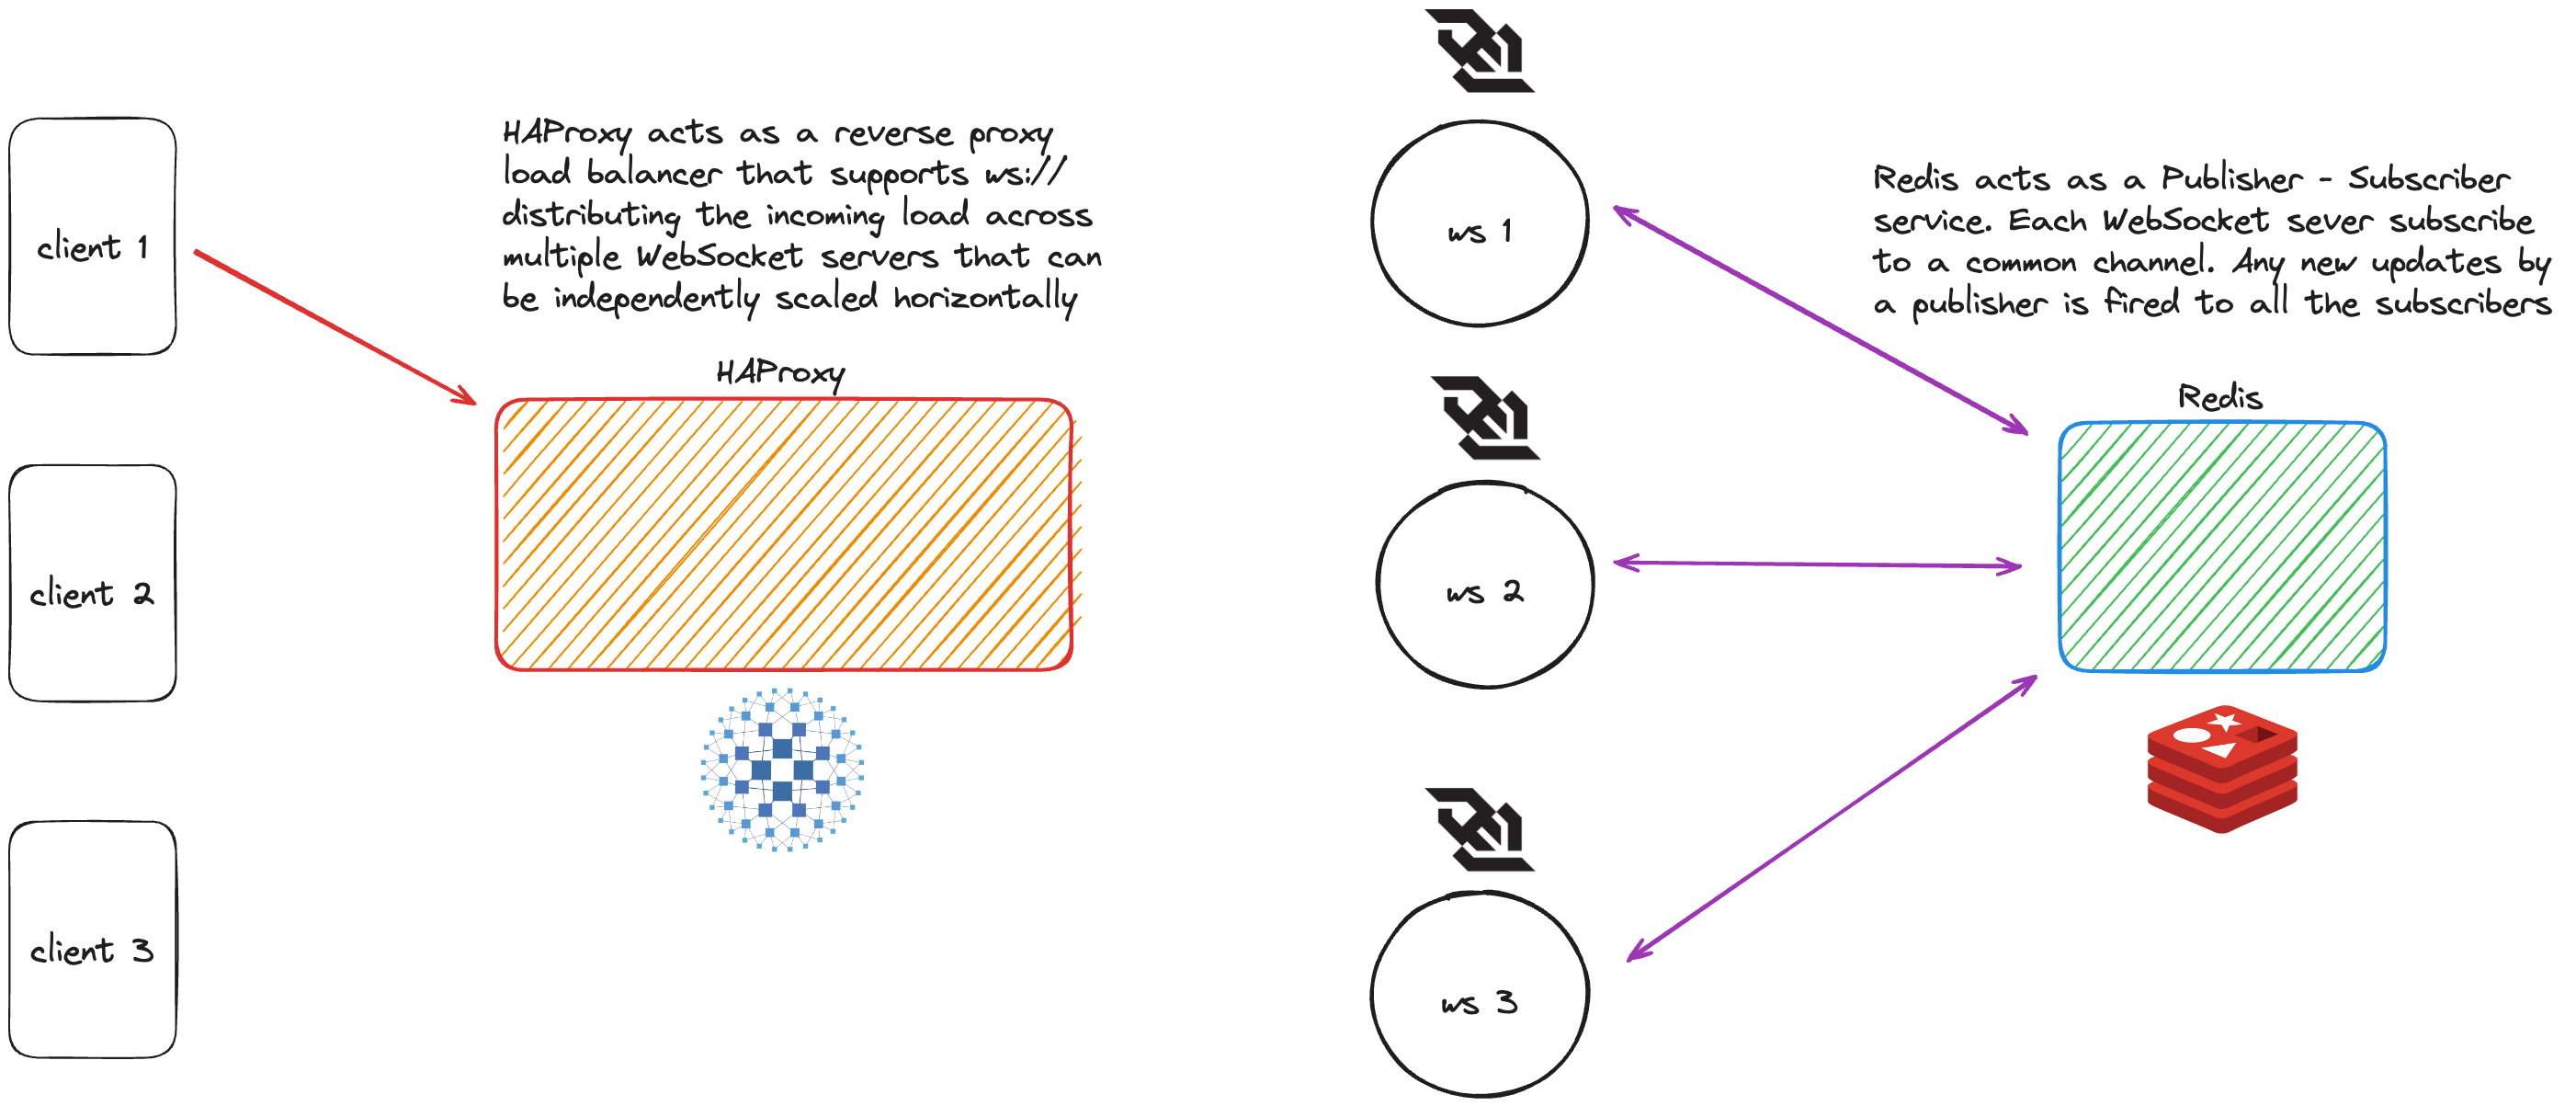 client 1
client 2
client 3
HAProxy acts as a reverse proxy
load balancer that supports ws://
distributing the incoming load across
multiple WebSocket servers that can
be independently scaled horizontally
HAProxy
ws 1
ws 2
ws 3
Redis acts as a Publisher - Subscriber
service. Each WebSocket sever subscribe
to a common channel. Any new updates by
a publisher is fired to all the subscribers
Redis